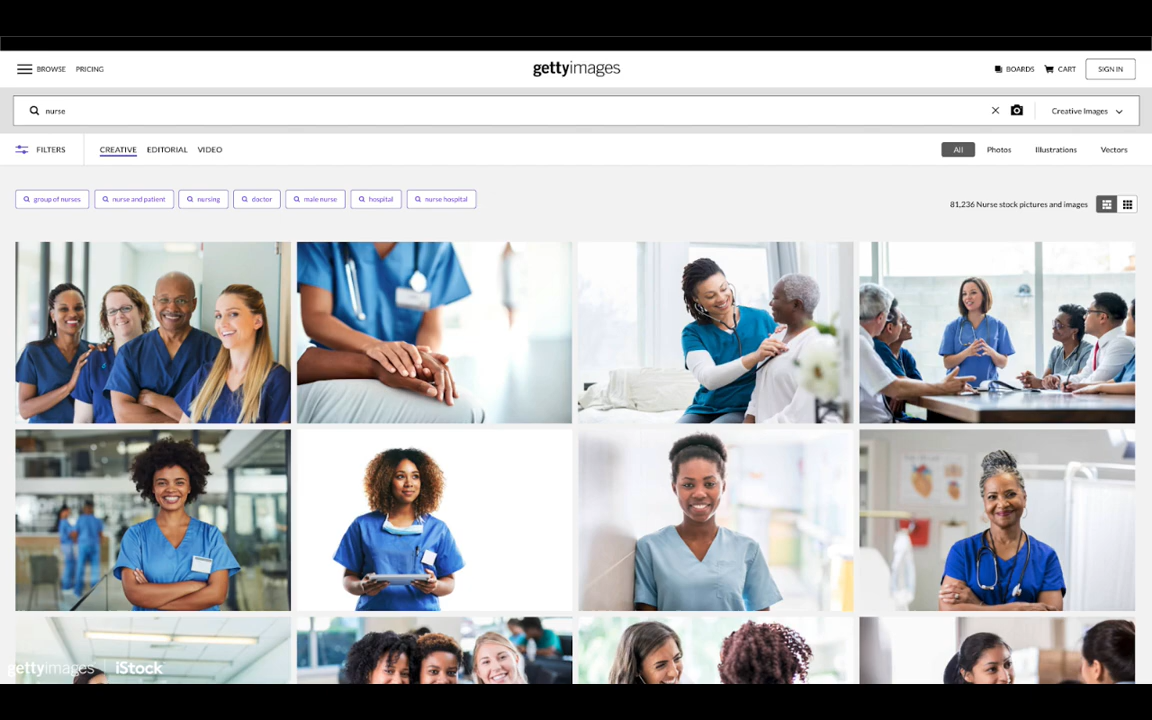 BROWSE PRICING gettyimages BOARDS CART SIGN IN
nurse Creative Images
FILTERS CREATIVE EDITORIAL VIDEO All Photos Illustrations Vectors
group of nurses nurse and patient nursing doctor male nurse hospital nurse hospital
81,236 Nurse stock pictures and images
gettyimages | iStock